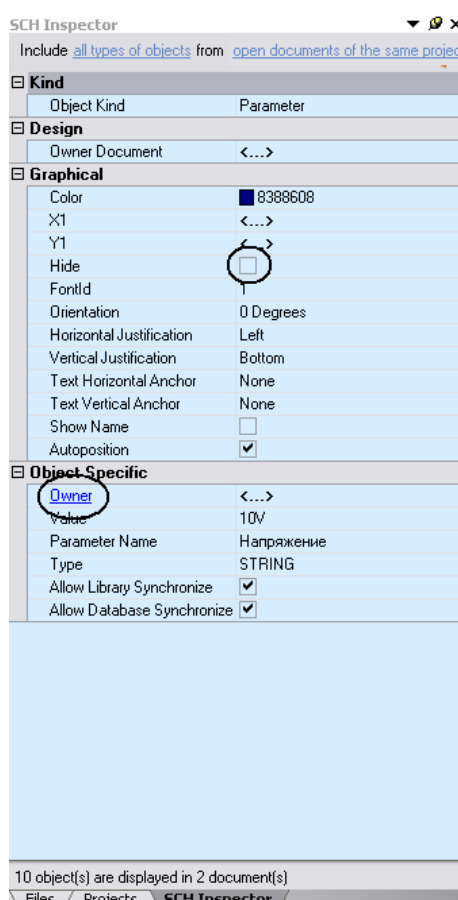 SCH Inspector
Include all types of objects from open documents of the same projec
Kind
Object Kind Parameter
Design
Owner Document <...>
Graphical
Color 8388608
X1 <...>
Y1 <...>
Hide
FontId 1
Orientation 0 Degrees
Horizontal Justification Left
Vertical Justification Bottom
Text Horizontal Anchor None
Text Vertical Anchor None
Show Name
Autoposition
Object Specific
Owner <...>
Value 10V
Parameter Name Напряжение
Type STRING
Allow Library Synchronize
Allow Database Synchronize
10 object(s) are displayed in 2 document(s)
Files Projects SCH Inspector